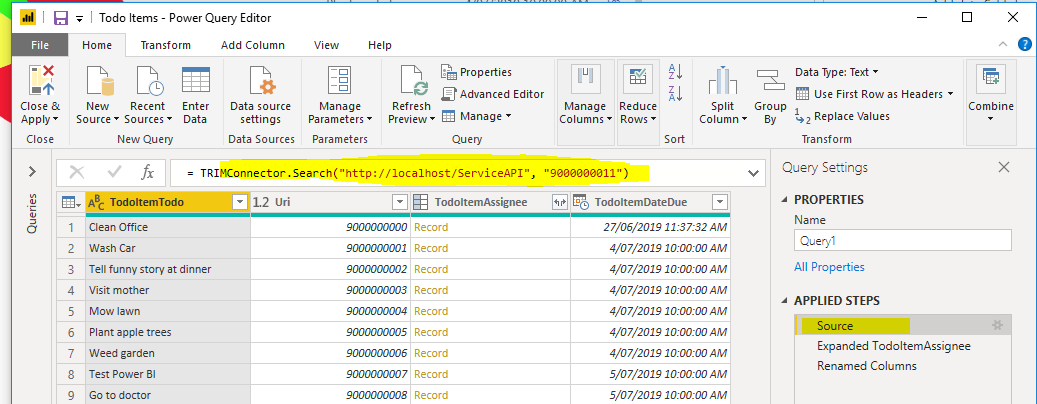 Todo Items - Power Query Editor
File Home Transform Add Column View Help
Close & Apply
New Source
Recent Sources
Enter Data
Data source settings
Manage Parameters
Refresh Preview
Properties
Advanced Editor
Manage
Manage Columns
Reduce Rows
Split Column
Group By
Data Type: Text
Use First Row as Headers
Replace Values
Combine
Close New Query Data Sources Parameters Query Sort Transform
= TRIMConnector.Search("http://localhost/ServiceAPI", "9000000011")
Queries
TodoItemTodo 1.2 Uri TodoItemAssignee TodoItemDateDue
1 Clean Office 9000000000 Record 27/06/2019 11:37:32 AM
2 Wash Car 9000000001 Record 4/07/2019 10:00:00 AM
3 Tell funny story at dinner 9000000002 Record 4/07/2019 10:00:00 AM
4 Visit mother 9000000003 Record 4/07/2019 10:00:00 AM
5 Mow lawn 9000000004 Record 4/07/2019 10:00:00 AM
6 Plant apple trees 9000000005 Record 4/07/2019 10:00:00 AM
7 Weed garden 9000000006 Record 4/07/2019 10:00:00 AM
8 Test Power BI 9000000007 Record 5/07/2019 10:00:00 AM
9 Go to doctor 9000000008 Record 5/07/2019 10:00:00 AM
Query Settings
PROPERTIES
Name
Query1
All Properties
APPLIED STEPS
Source
Expanded TodoItemAssignee
Renamed Columns